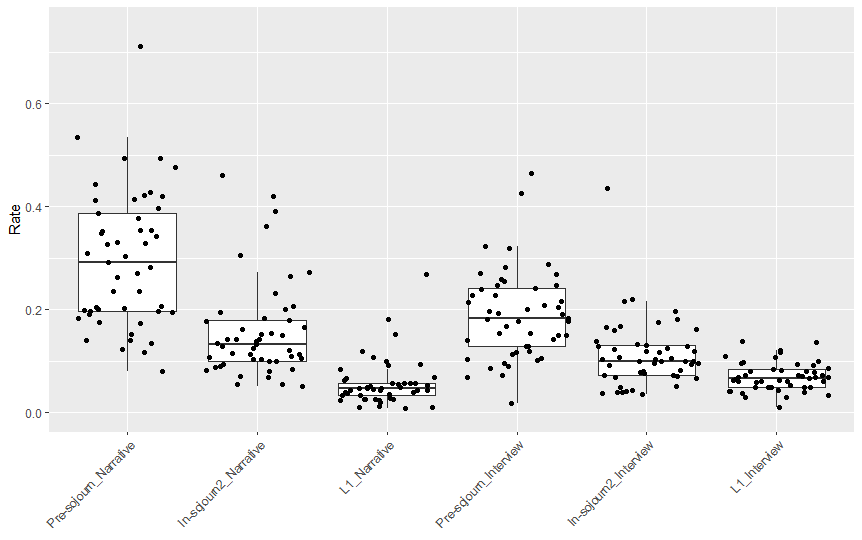 Rate
0.6
0.4
0.2
0.0
Pre-sojourn_Narrative
In-sojourn2_Narrative
L1_Narrative
Pre-sojourn_Interview
In-sojourn2_Interview
L1_Interview